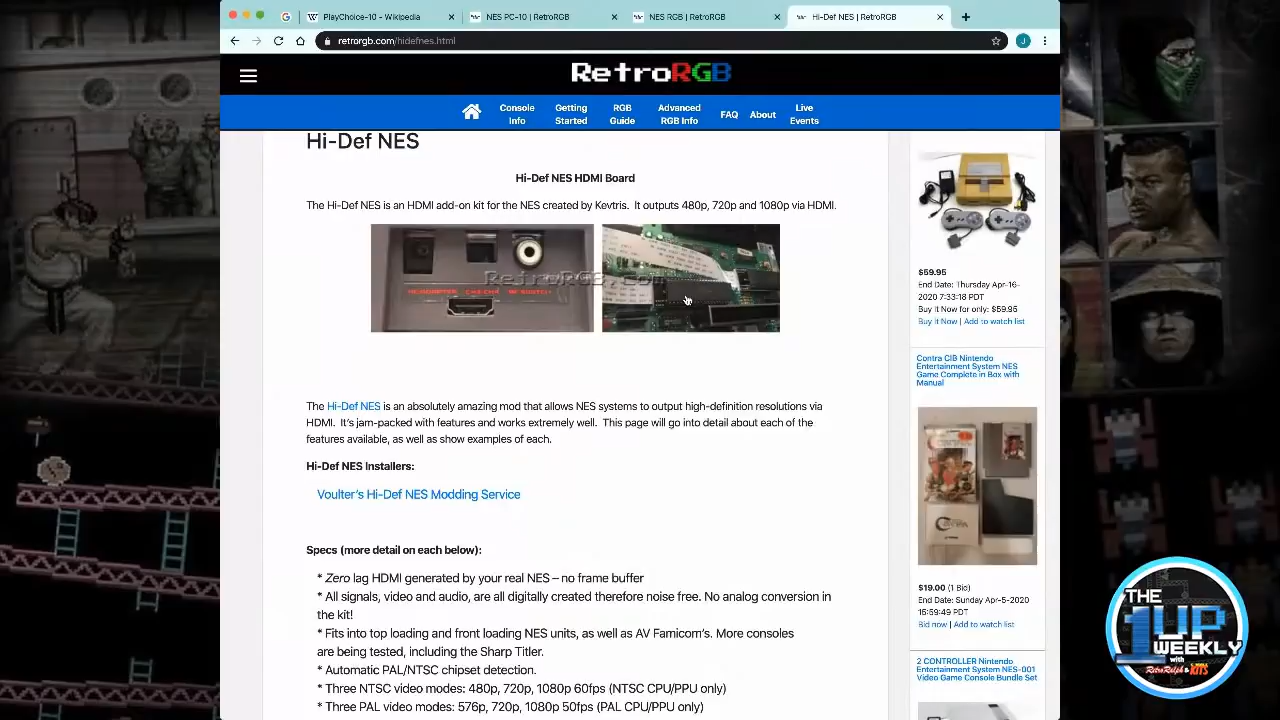 PlayChoice-10 - Wikipedia
NES PC-10 | RetroRGB
NES RGB | RetroRGB
Hi-Def NES | RetroRGB
retrorgb.com/hidefnes.html
J
RetroRGB
Console Info
Getting Started
RGB Guide
Advanced RGB Info
FAQ
About
Live Events
Hi-Def NES
Hi-Def NES HDMI Board
The Hi-Def NES is an HDMI add-on kit for the NES created by Kevtris. It outputs 480p, 720p and 1080p via HDMI.
RetroRGB.com
The Hi-Def NES is an absolutely amazing mod that allows NES systems to output high-definition resolutions via
HDMI. It's jam-packed with features and works extremely well. This page will go into detail about each of the
features available, as well as show examples of each.
Hi-Def NES Installers:
Voulter's Hi-Def NES Modding Service
Specs (more detail on each below):
* Zero lag HDMI generated by your real NES – no frame buffer
* All signals, video and audio, are all digitally created therefore noise free. No analog conversion in
the kit!
* Fits into top loading and front loading NES units, as well as AV Famicom's. More consoles
are being tested, including the Sharp Titler.
* Automatic PAL/NTSC chipset detection.
* Three NTSC video modes: 480p, 720p, 1080p 60fps (NTSC CPU/PPU only)
* Three PAL video modes: 576p, 720p, 1080p 50fps (PAL CPU/PPU only)
$59.95
End Date: Thursday Apr-16-
2020 7:33:18 PDT
Buy It Now for only: $59.95
Buy It Now | Add to watch list
Contra CIB Nintendo
Entertainment System NES
Game Complete in Box with
Manual
$19.00 (1 Bid)
End Date: Sunday Apr-5-2020
15:59:49 PDT
Bid now | Add to watch list
2 CONTROLLER Nintendo
Entertainment System NES-001
Video Game Console Bundle Set
THE
1UP
WEEKLY
with
RetroRalph &
KITS